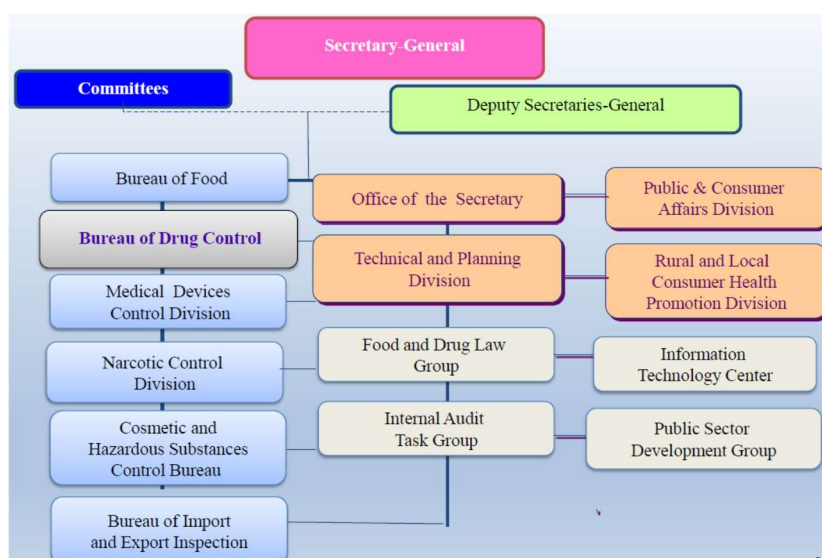 Secretary-General
Committees
Deputy Secretaries-General
Bureau of Food
Office of the Secretary
Public & Consumer
Affairs Division
Bureau of Drug Control
Technical and Planning
Division
Rural and Local
Consumer Health
Promotion Division
Medical Devices
Control Division
Food and Drug Law
Group
Information
Technology Center
Narcotic Control
Division
Internal Audit
Task Group
Public Sector
Development Group
Cosmetic and
Hazardous Substances
Control Bureau
Bureau of Import
and Export Inspection